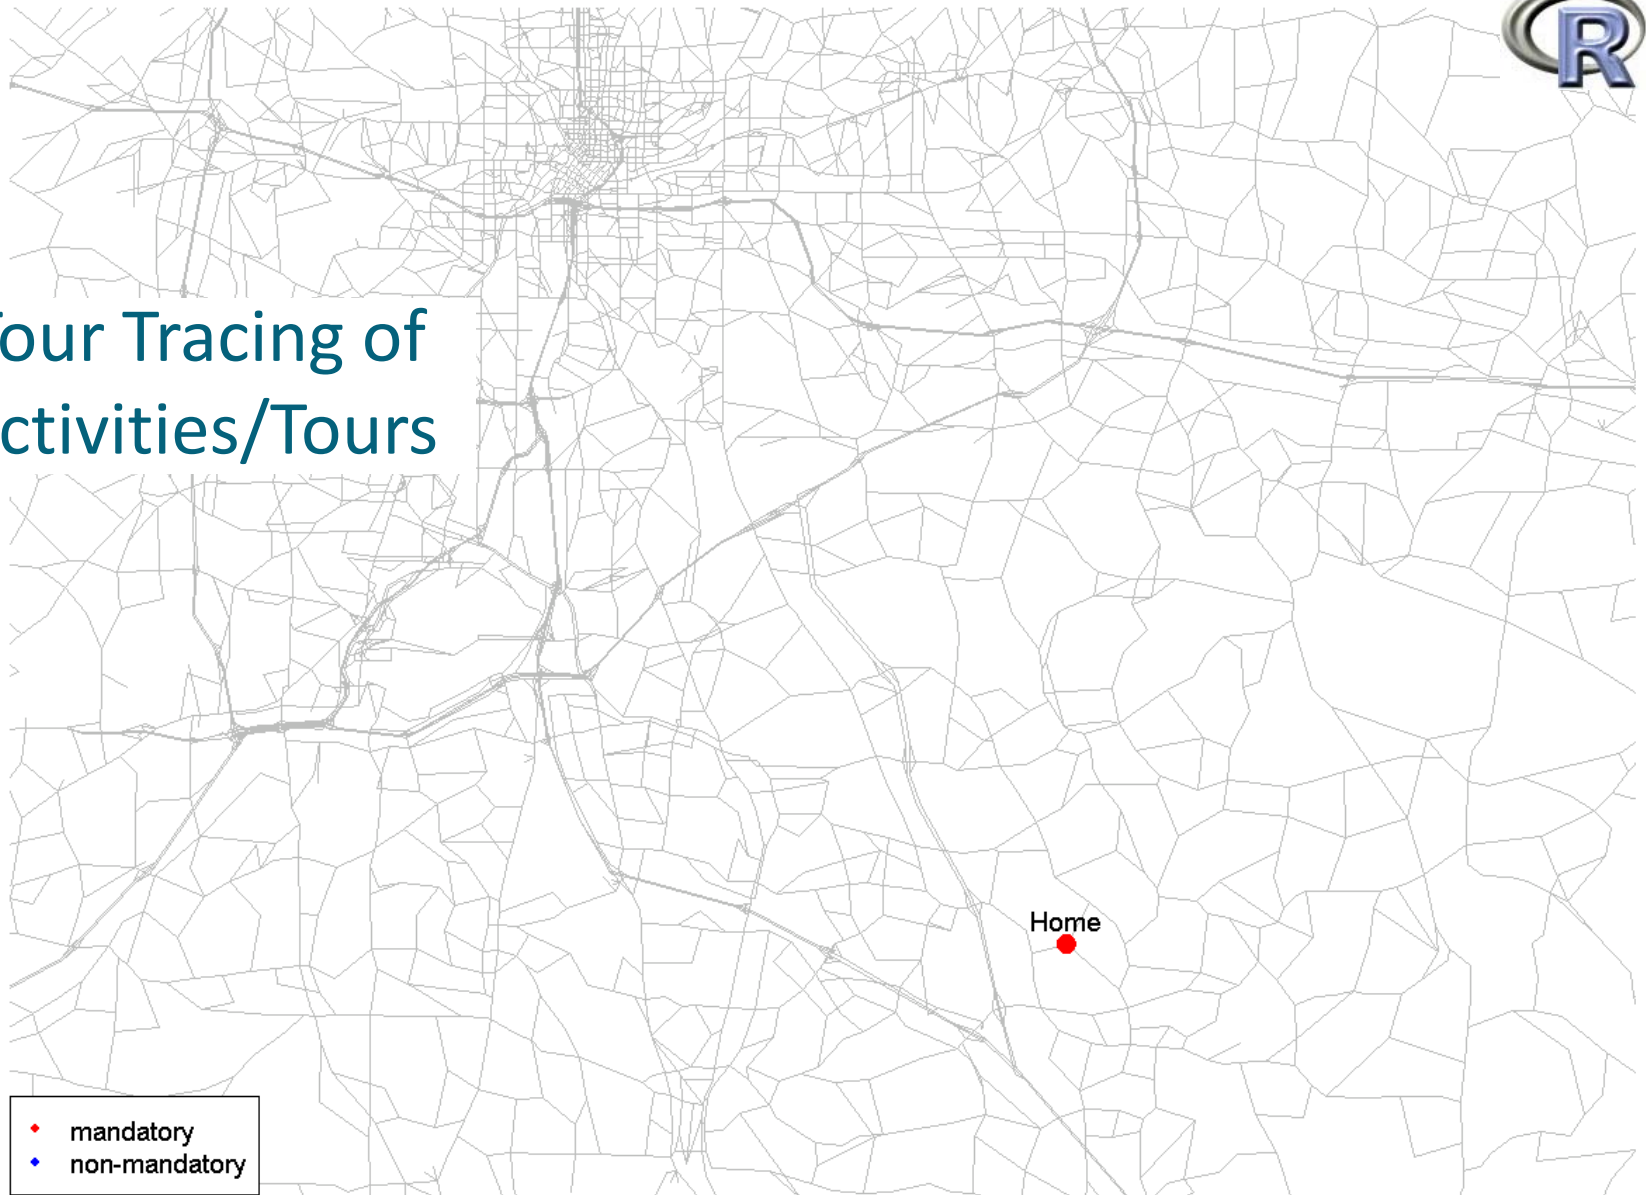 R
our Tracing of
ctivities/Tours
Home
mandatory
non-mandatory